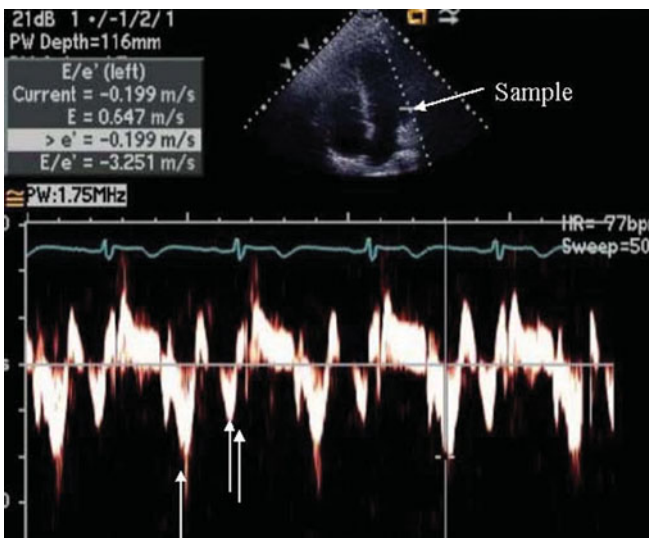 21dB 1 ·/-1/2/ 1
PW Depth=116mm
E/e' (left)
Current = -0.199 m/s
E = 0.647 m/s
> e' = -0.199 m/s
E/e' = -3.251 m/s
Sample
PW:1.75MHz
HR= 77bp
Sweep=50